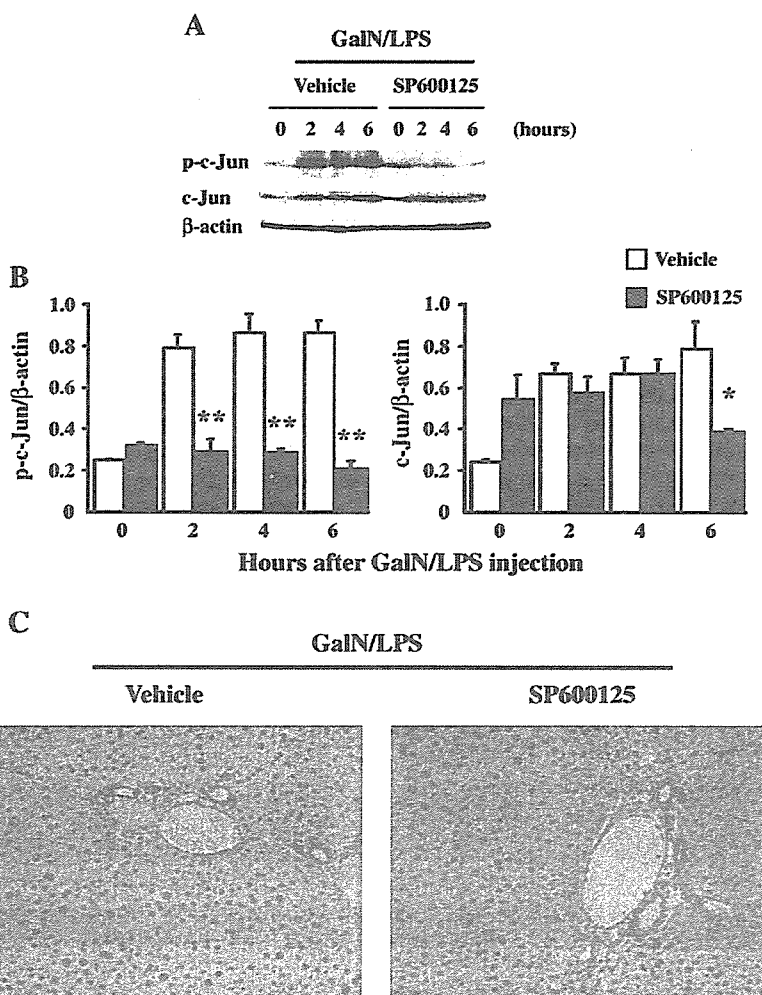 A
GalN/LPS
Vehicle SP600125
0 2 4 6 0 2 4 6 (hours)
p-c-Jun
c-Jun
β-actin
B
Vehicle
SP600125
p-c-Jun/β-actin
1.0
0.8
0.6
0.4
0.2
0
** ** **
0 2 4 6
c-Jun/β-actin
1.0
0.8
0.6
0.4
0.2
0
*
0 2 4 6
Hours after GalN/LPS injection
C
GalN/LPS
Vehicle SP600125